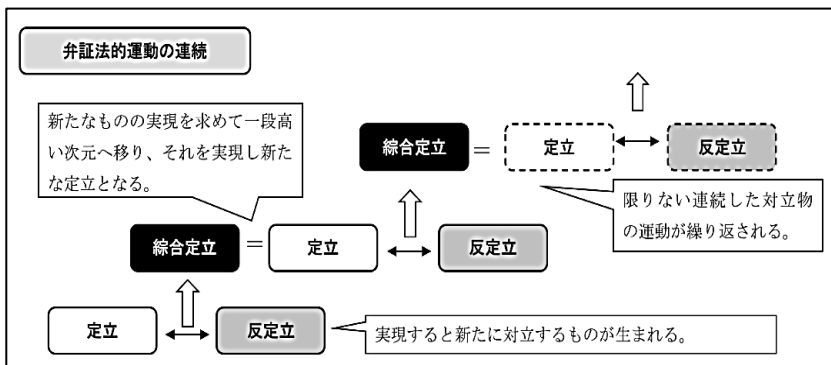 弁証法的運動の連続
新たなものの実現を求めて一段高
い次元へ移り、それを実現し新た
な定立となる。
綜合定立 = 定立 反定立
限りない連続した対立物
の運動が繰り返される。
綜合定立 = 定立 反定立
定立 反定立
実現すると新たに対立するものが生まれる。